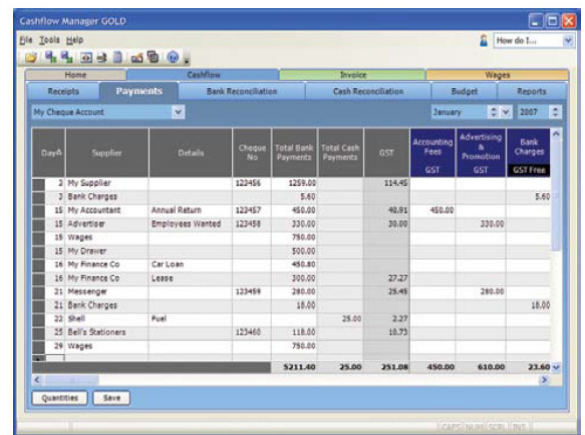 Cashflow Manager GOLD
File Tools Help
How do I...
Home Cashflow Invoice Wages
Receipts Payments Bank Reconciliation Cash Reconciliation Budget Reports
My Cheque Account January 2007
Day Supplier Details Cheque No Total Bank Payments Total Cash Payments GST Accounting Fees GST Advertising & Promotion GST Bank Charges GST Free
3 My Supplier 123456 1259.00 114.45
3 Bank Charges 5.60 5.60
15 My Accountant Annual Return 123457 450.00 40.91 450.00
15 Advertiser Employees Wanted 123458 330.00 30.00 330.00
15 Wages 750.00
15 My Drawer 500.00
16 My Finance Co Car Loan 450.80
16 My Finance Co Lease 300.00 27.27
21 Messenger 123459 280.00 25.45 280.00
21 Bank Charges 18.00 18.00
22 Shell Fuel 25.00 2.27
25 Bell's Stationers 123460 118.00 10.73
29 Wages 750.00
5211.40 25.00 251.08 450.00 610.00 23.60
Quantities Save
CAPS NUM SCRL INS